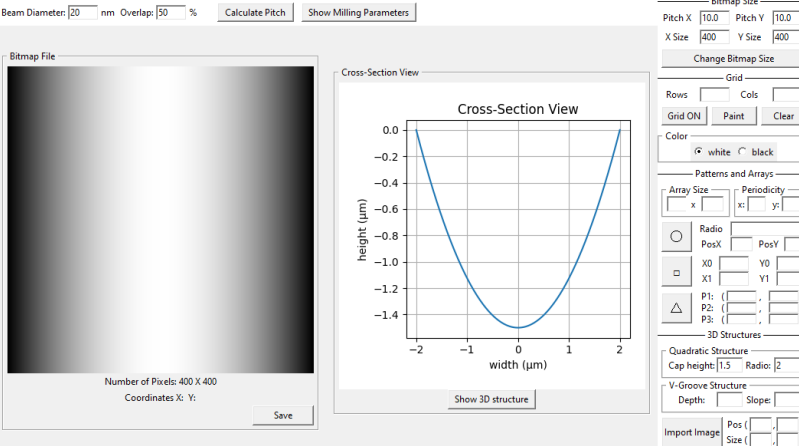 Beam Diameter: 20 nm Overlap: 50 %
Calculate Pitch
Show Milling Parameters
Bitmap File
Number of Pixels: 400 X 400
Coordinates X: Y:
Save
Cross-Section View
Cross-Section View
height (μm)
0.0
−0.2
−0.4
−0.6
−0.8
−1.0
−1.2
−1.4
−2 −1 0 1 2
width (μm)
Show 3D structure
Bitmap Size
Pitch X 10.0 Pitch Y 10.0
X Size 400 Y Size 400
Change Bitmap Size
Grid
Rows Cols
Grid ON Paint Clear
Color
white black
Patterns and Arrays
Array Size Periodicity
x x: y:
Radio
PosX PosY
X0 Y0
X1 Y1
P1: ( ,
P2: ( ,
P3: ( ,
3D Structures
Quadratic Structure
Cap height: 1.5 Radio: 2
V-Groove Structure
Depth: Slope:
Import Image
Pos ( ,
Size ( ,